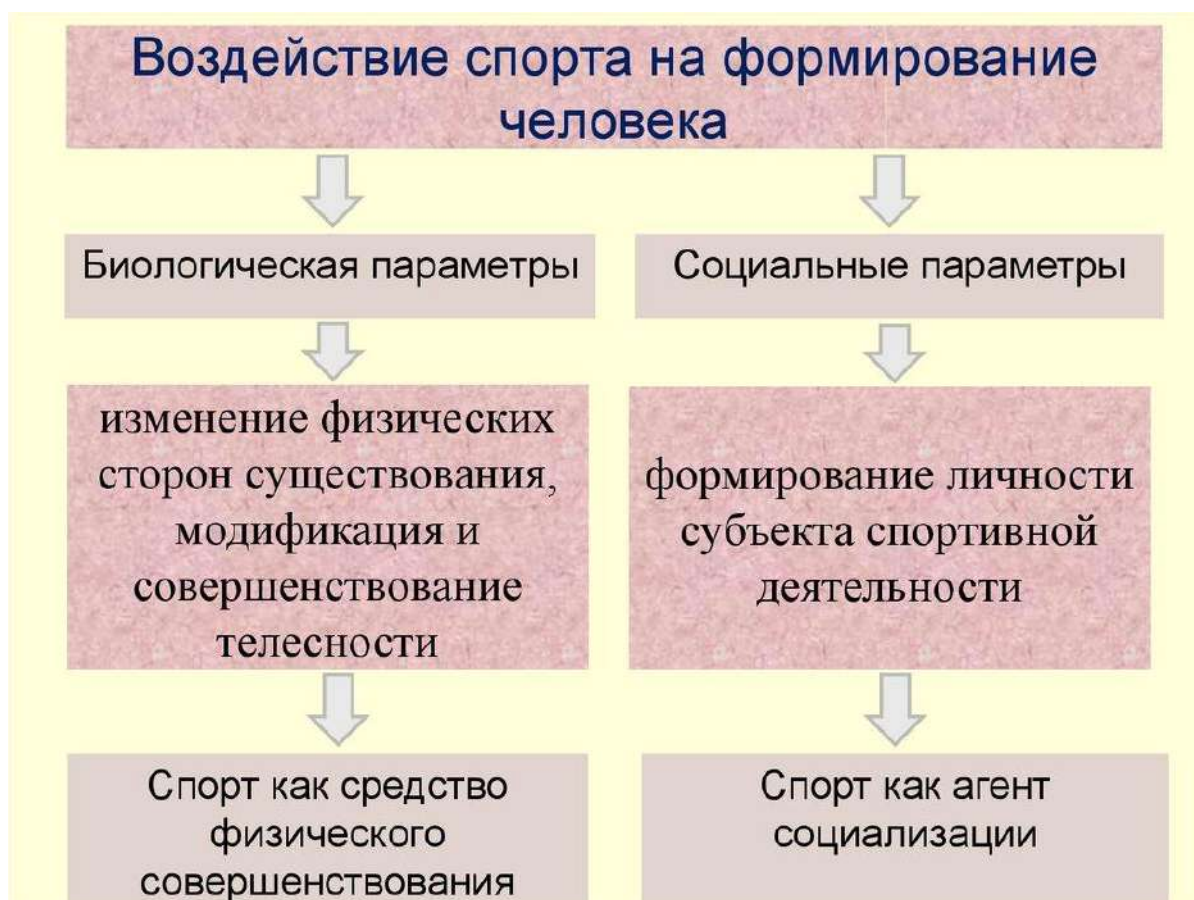 Воздействие спорта на формирование
человека
Биологическая параметры
Социальные параметры
изменение физических
сторон существования,
модификация и
совершенствование
телесности
формирование личности
субъекта спортивной
деятельности
Спорт как средство
физического
совершенствования
Спорт как агент
социализации